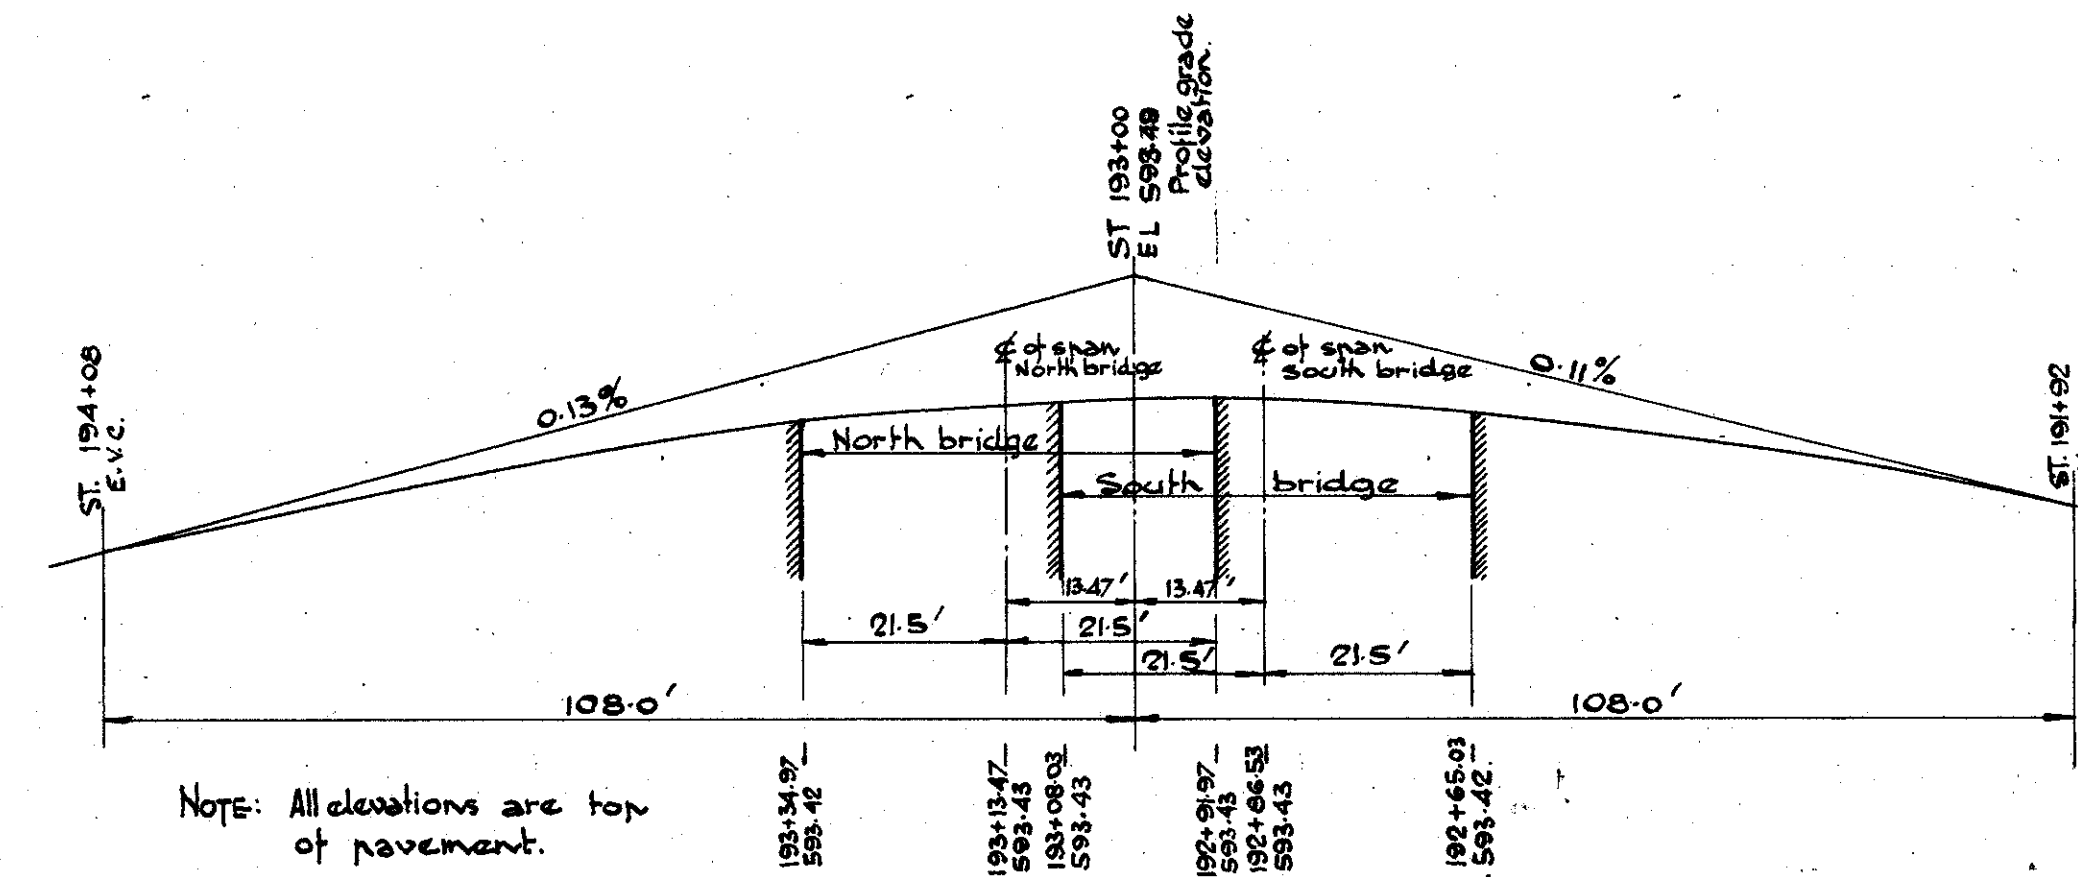 ST 193+00
EL 593.49
Profile grade
elevation.
ST. 194+08
E.V.C.
0.13%
℄ of span
North bridge
℄ of span
South bridge
0.11%
ST. 191+92
North bridge
South bridge
13.47' 13.47'
21.5' 21.5'
21.5' 21.5'
108.0' 108.0'
193+34.97
593.42
193+13.47
593.43
193+08.03
593.43
192+91.97
593.43
192+86.53
593.43
192+65.03
593.42.
NOTE: All elevations are top
of pavement.